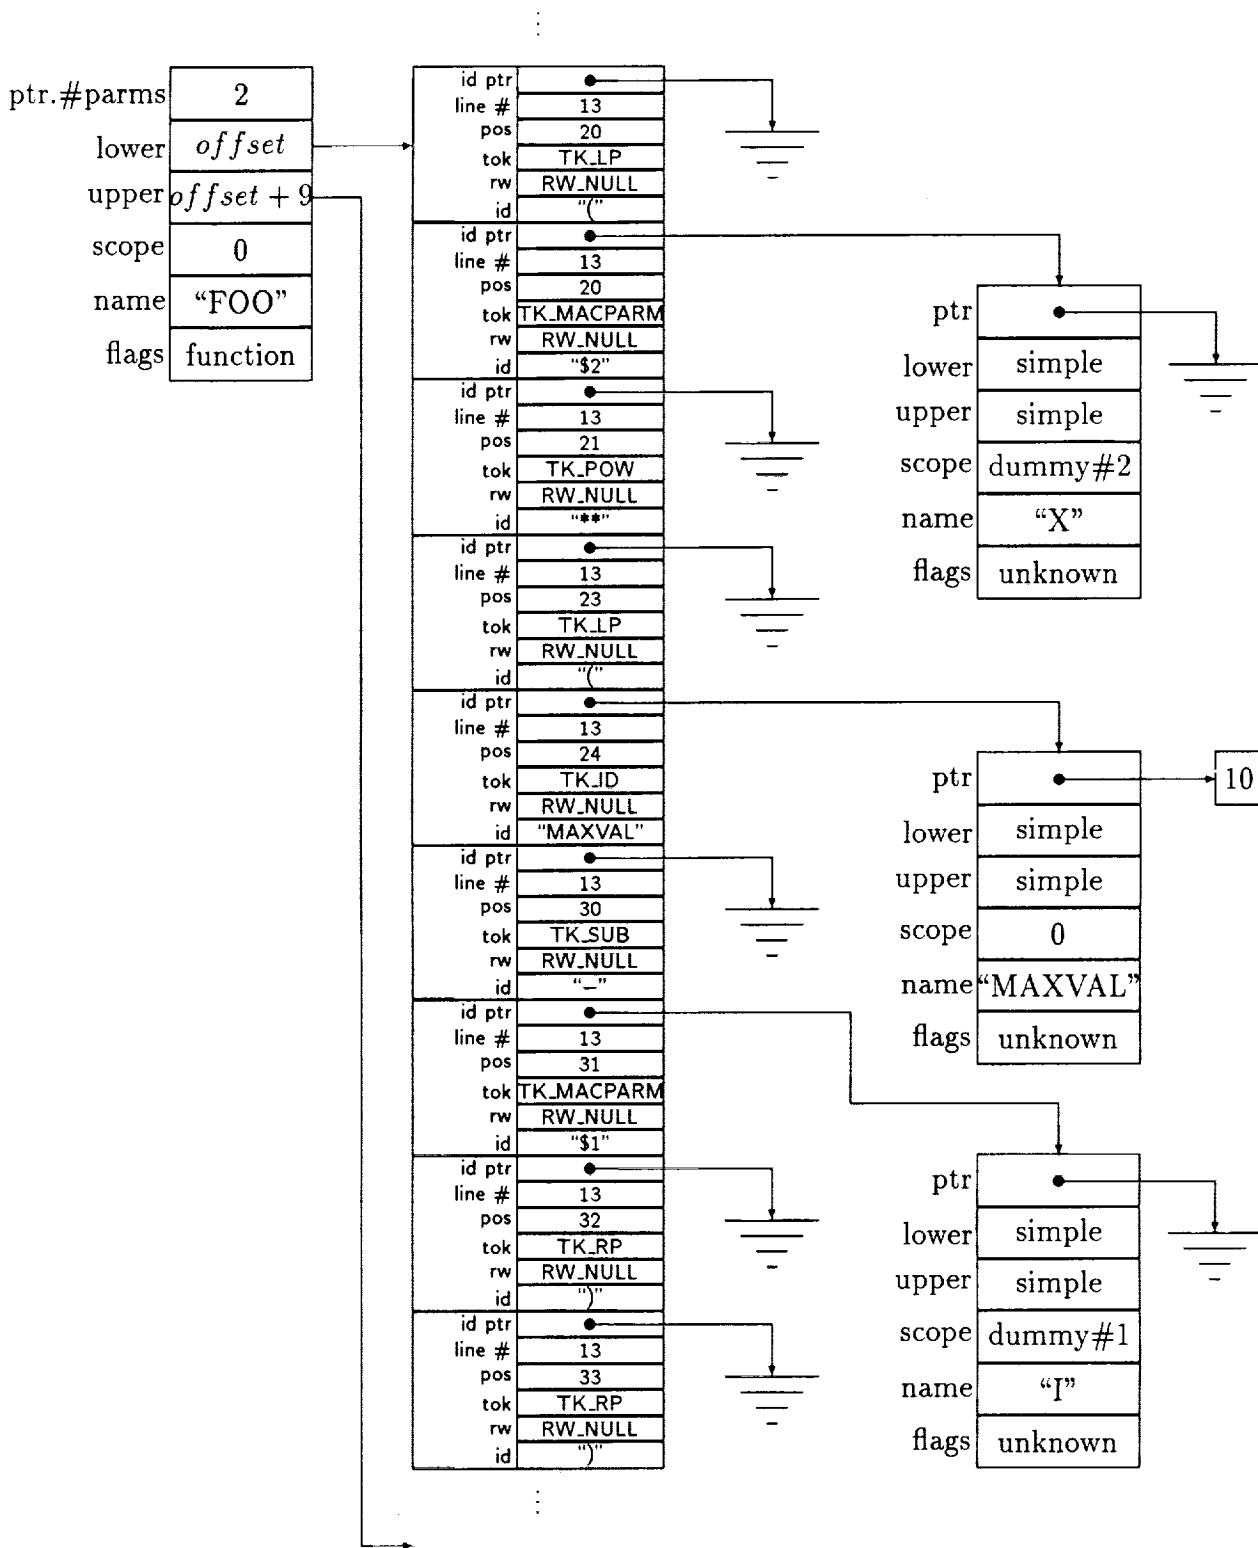 ptr.#parms 2
lower offset
upper offset + 9
scope 0
name “FOO”
flags function
id ptr
line # 13
pos 20
tok TK_LP
rw RW_NULL
id "("
id ptr
line # 13
pos 20
tok TK_MACPARM
rw RW_NULL
id "$2"
id ptr
line # 13
pos 21
tok TK_POW
rw RW_NULL
id "**"
id ptr
line # 13
pos 23
tok TK_LP
rw RW_NULL
id "("
id ptr
line # 13
pos 24
tok TK_ID
rw RW_NULL
id "MAXVAL"
id ptr
line # 13
pos 30
tok TK_SUB
rw RW_NULL
id "–"
id ptr
line # 13
pos 31
tok TK_MACPARM
rw RW_NULL
id "$1"
id ptr
line # 13
pos 32
tok TK_RP
rw RW_NULL
id ")"
id ptr
line # 13
pos 33
tok TK_RP
rw RW_NULL
id ")"
ptr
lower simple
upper simple
scope dummy#2
name “X”
flags unknown
ptr 10
lower simple
upper simple
scope 0
name “MAXVAL”
flags unknown
ptr
lower simple
upper simple
scope dummy#1
name “I”
flags unknown